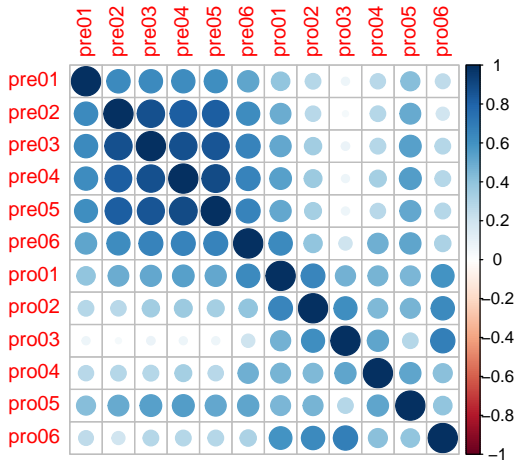 pre01 pre02 pre03 pre04 pre05 pre06 pro01 pro02 pro03 pro04 pro05 pro06
pre01
pre02
pre03
pre04
pre05
pre06
pro01
pro02
pro03
pro04
pro05
pro06
1
0.8
0.6
0.4
0.2
0
−0.2
−0.4
−0.6
−0.8
−1